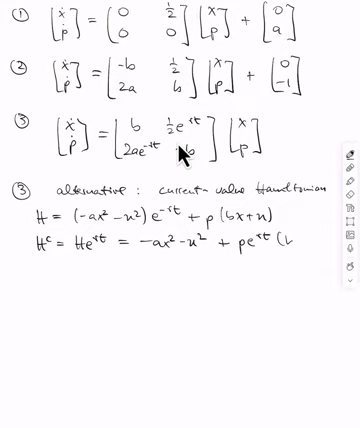 ① [ẋ ṗ] = [0 ½ 0 0] [x p] + [0 a]
② [ẋ ṗ] = [-b ½ 2a b] [x p] + [0 -1]
③ [ẋ ṗ] = [b ½e^rt 2ae^-rt -b] [x p]
③ alternative : current-value Hamiltonian
H = (-ax² - u²) e^-rt + p (bx + u)
H^c = He^rt = -ax² - u² + pe^rt (